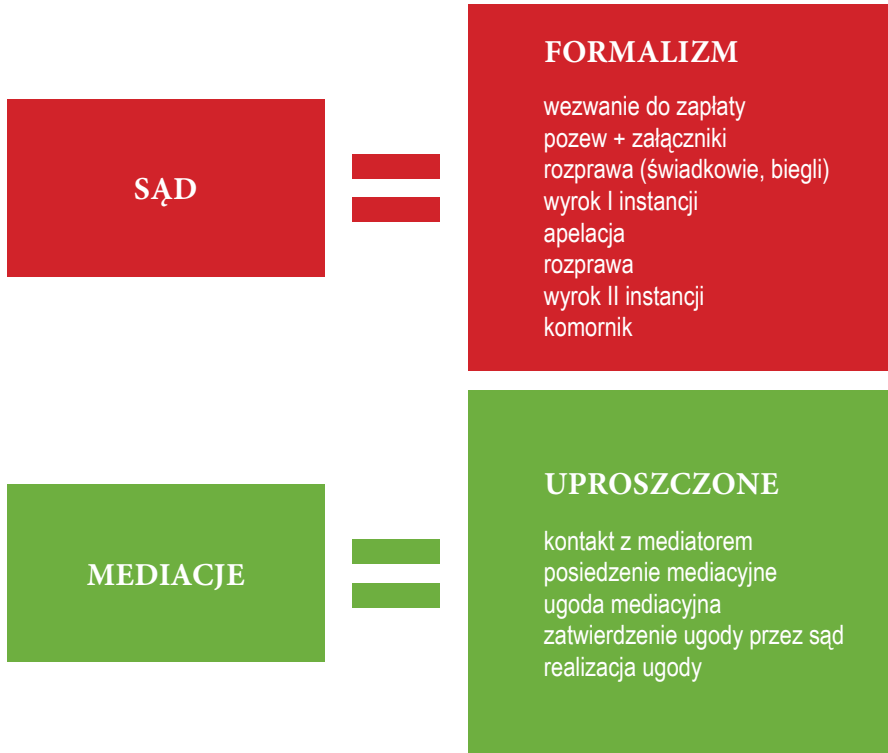 SĄD
FORMALIZM
wezwanie do zapłaty
pozew + załączniki
rozprawa (świadkowie, biegli)
wyrok I instancji
apelacja
rozprawa
wyrok II instancji
komornik
MEDIACJE
UPROSZCZONE
kontakt z mediatorem
posiedzenie mediacyjne
ugoda mediacyjna
zatwierdzenie ugody przez sąd
realizacja ugody